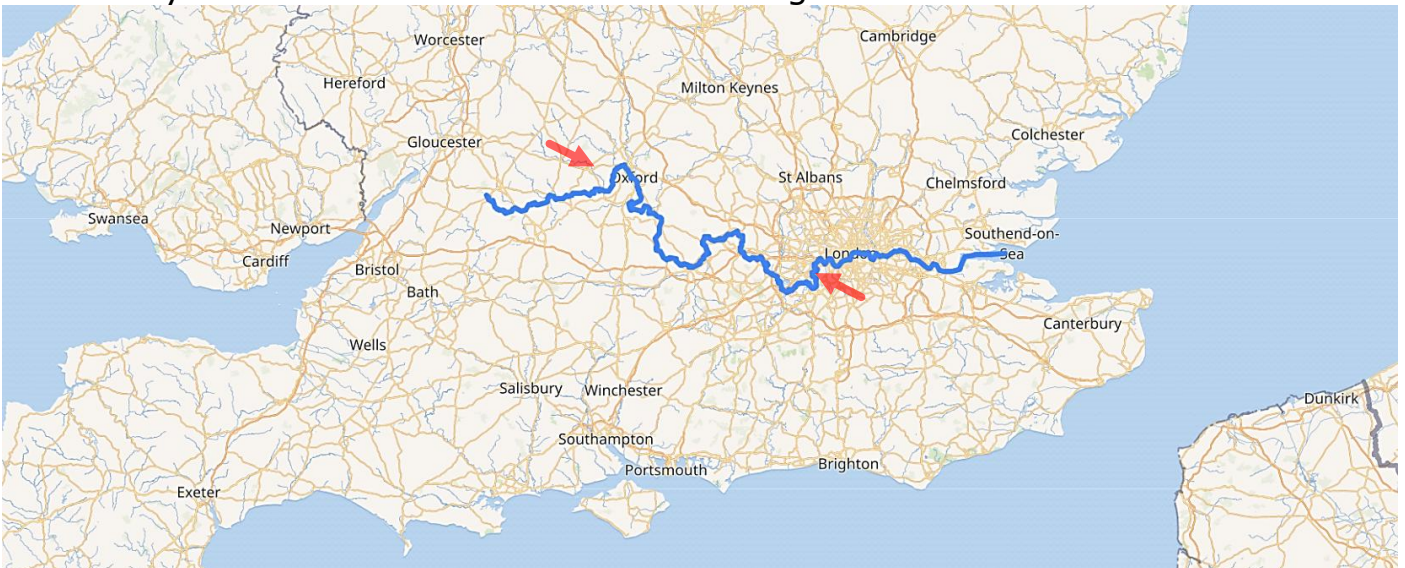 Worcester
Cambridge
Hereford
Milton Keynes
Gloucester
Colchester
Oxford
St Albans
Chelmsford
Swansea
Newport
Southend-on-
Sea
London
Cardiff
Bristol
Bath
Canterbury
Wells
Salisbury
Winchester
Dunkirk
Southampton
Portsmouth
Brighton
Exeter